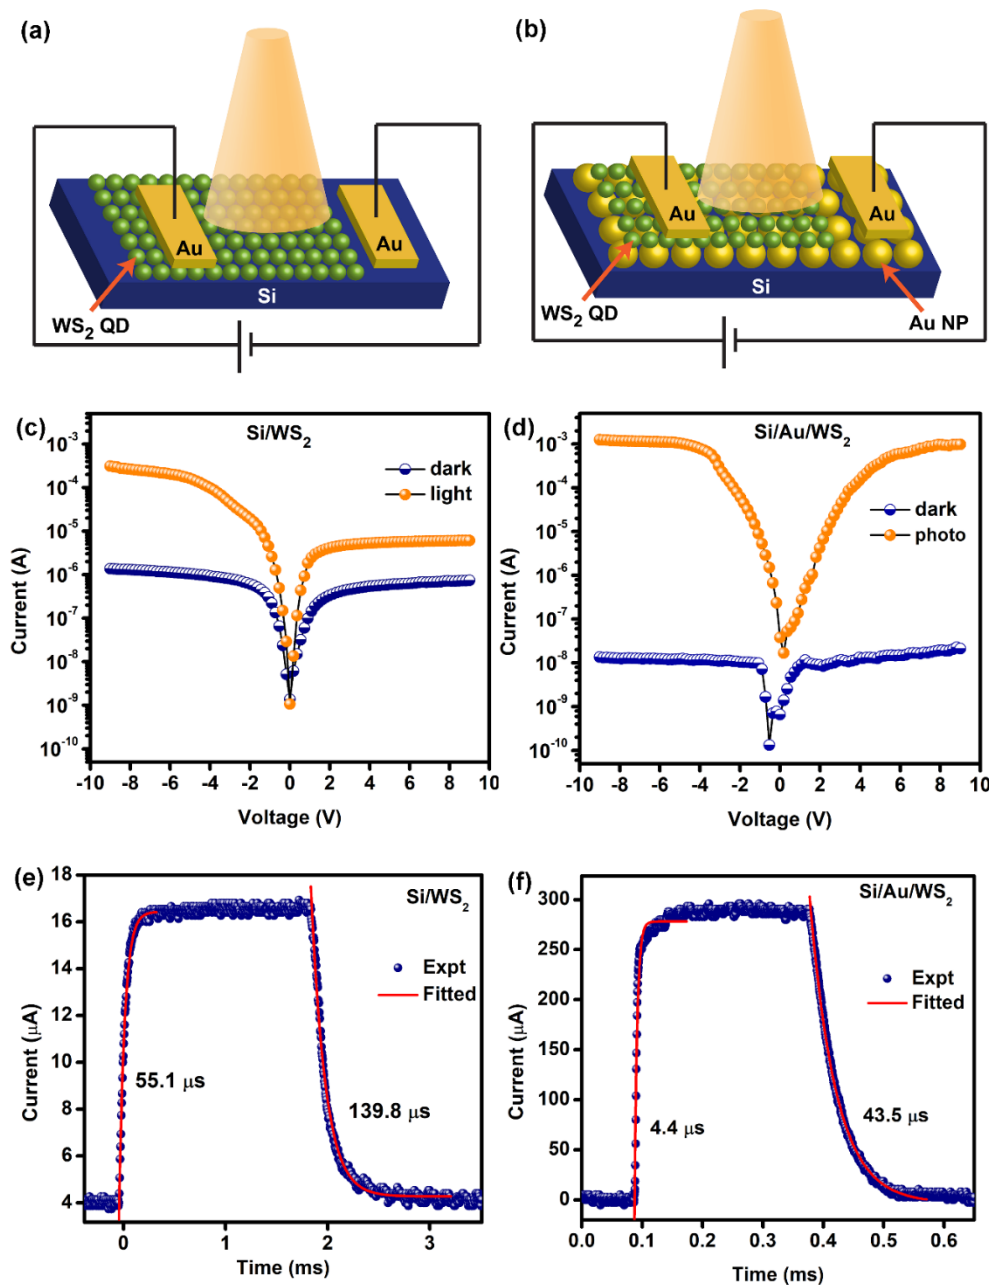 (a)
Au
Au
Si
WS2 QD
(b)
Au
Au
Si
WS2 QD
Au NP
(c)
Si/WS2
dark
light
Current (A)
10-3
10-4
10-5
10-6
10-7
10-8
10-9
10-10
-10 -8 -6 -4 -2 0 2 4 6 8 10
Voltage (V)
(d)
Si/Au/WS2
dark
photo
Current (A)
10-3
10-4
10-5
10-6
10-7
10-8
10-9
10-10
-10 -8 -6 -4 -2 0 2 4 6 8 10
Voltage (V)
(e)
Si/WS2
Expt
Fitted
55.1 μs
139.8 μs
Current (μA)
18
16
14
12
10
8
6
4
0 1 2 3
Time (ms)
(f)
Si/Au/WS2
Expt
Fitted
4.4 μs
43.5 μs
Current (μA)
300
250
200
150
100
50
0
0.0 0.1 0.2 0.3 0.4 0.5 0.6
Time (ms)